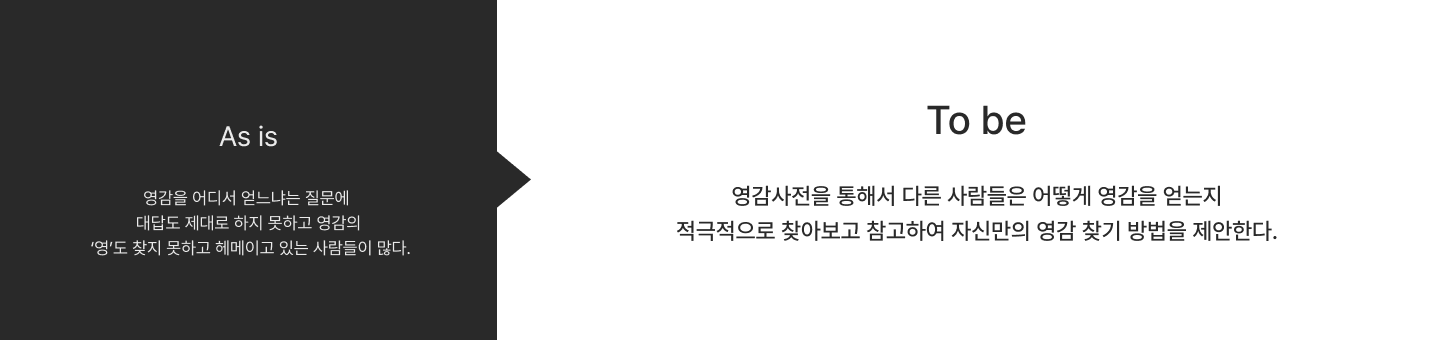 As is
영감을 어디서 얻느냐는 질문에
대답도 제대로 하지 못하고 영감의
‘영’도 찾지 못하고 헤메이고 있는 사람들이 많다.
To be
영감사전을 통해서 다른 사람들은 어떻게 영감을 얻는지
적극적으로 찾아보고 참고하여 자신만의 영감 찾기 방법을 제안한다.